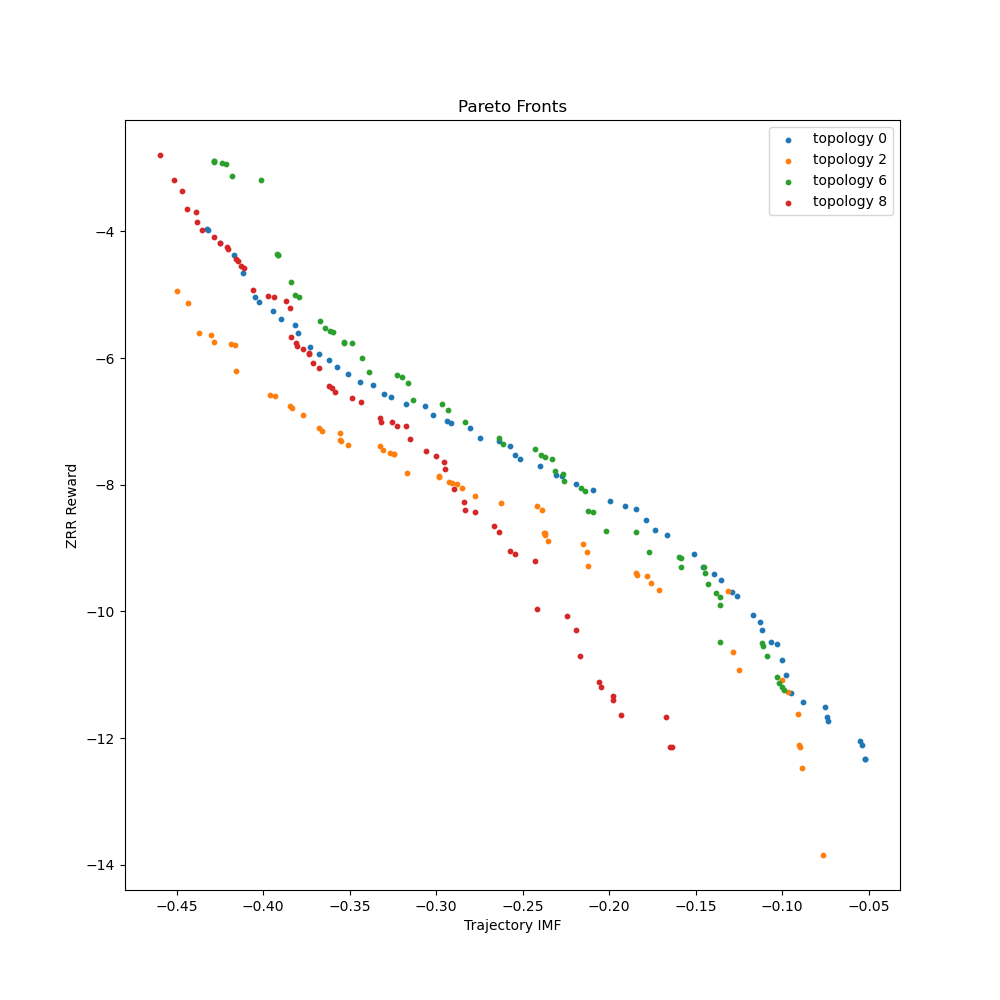 Pareto Fronts
topology 0
topology 2
topology 6
topology 8
−4
−6
−8
−10
−12
−14
ZRR Reward
−0.45
−0.40
−0.35
−0.30
−0.25
−0.20
−0.15
−0.10
−0.05
Trajectory IMF